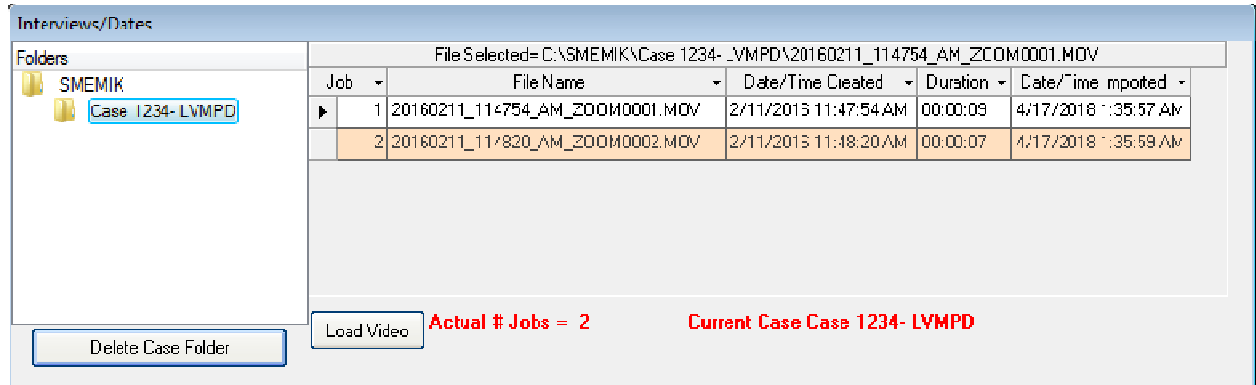 Interviews/Dates
Folders
SMEMIK
Case 1234- LVMPD
File Selected= C:\SMEMIK\Case 1234- LVMPD\20160211_114754_AM_ZOOM0001.MOV
Job File Name Date/Time Created Duration Date/Time Imported
1 20160211_114754_AM_ZOOM0001.MOV 2/11/2016 11:47:54 AM 00:00:09 4/17/2018 1:35:57 AM
2 20160211_114820_AM_ZOOM0002.MOV 2/11/2016 11:48:20 AM 00:00:07 4/17/2018 1:35:59 AM
Load Video Actual # Jobs = 2 Current Case Case 1234- LVMPD
Delete Case Folder